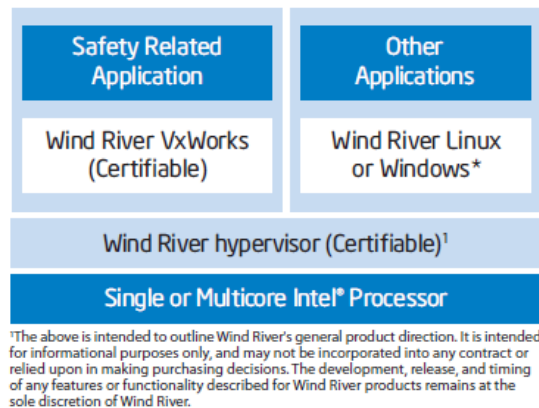 Safety Related
Application
Other
Applications
Wind River VxWorks
(Certifiable)
Wind River Linux
or Windows*
Wind River hypervisor (Certifiable)¹
Single or Multicore Intel® Processor
¹The above is intended to outline Wind River's general product direction. It is intended
for informational purposes only, and may not be incorporated into any contract or
relied upon in making purchasing decisions. The development, release, and timing
of any features or functionality described for Wind River products remains at the
sole discretion of Wind River.